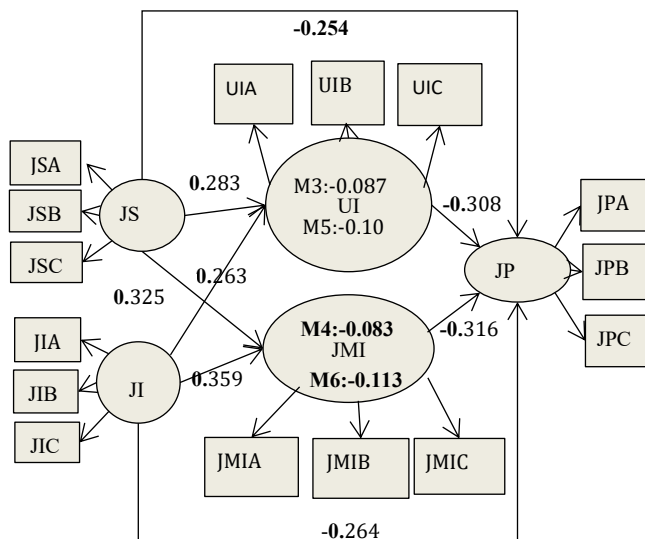 -0.254
UIA
UIB
UIC
JSA
JSB
JSC
JS
0.283
M3:-0.087
UI
M5:-0.10
-0.308
JP
JPA
JPB
JPC
0.263
0.325
JIA
JIB
JIC
JI
0.359
M4:-0.083
JMI
M6:-0.113
-0.316
JMIA
JMIB
JMIC
-0.264